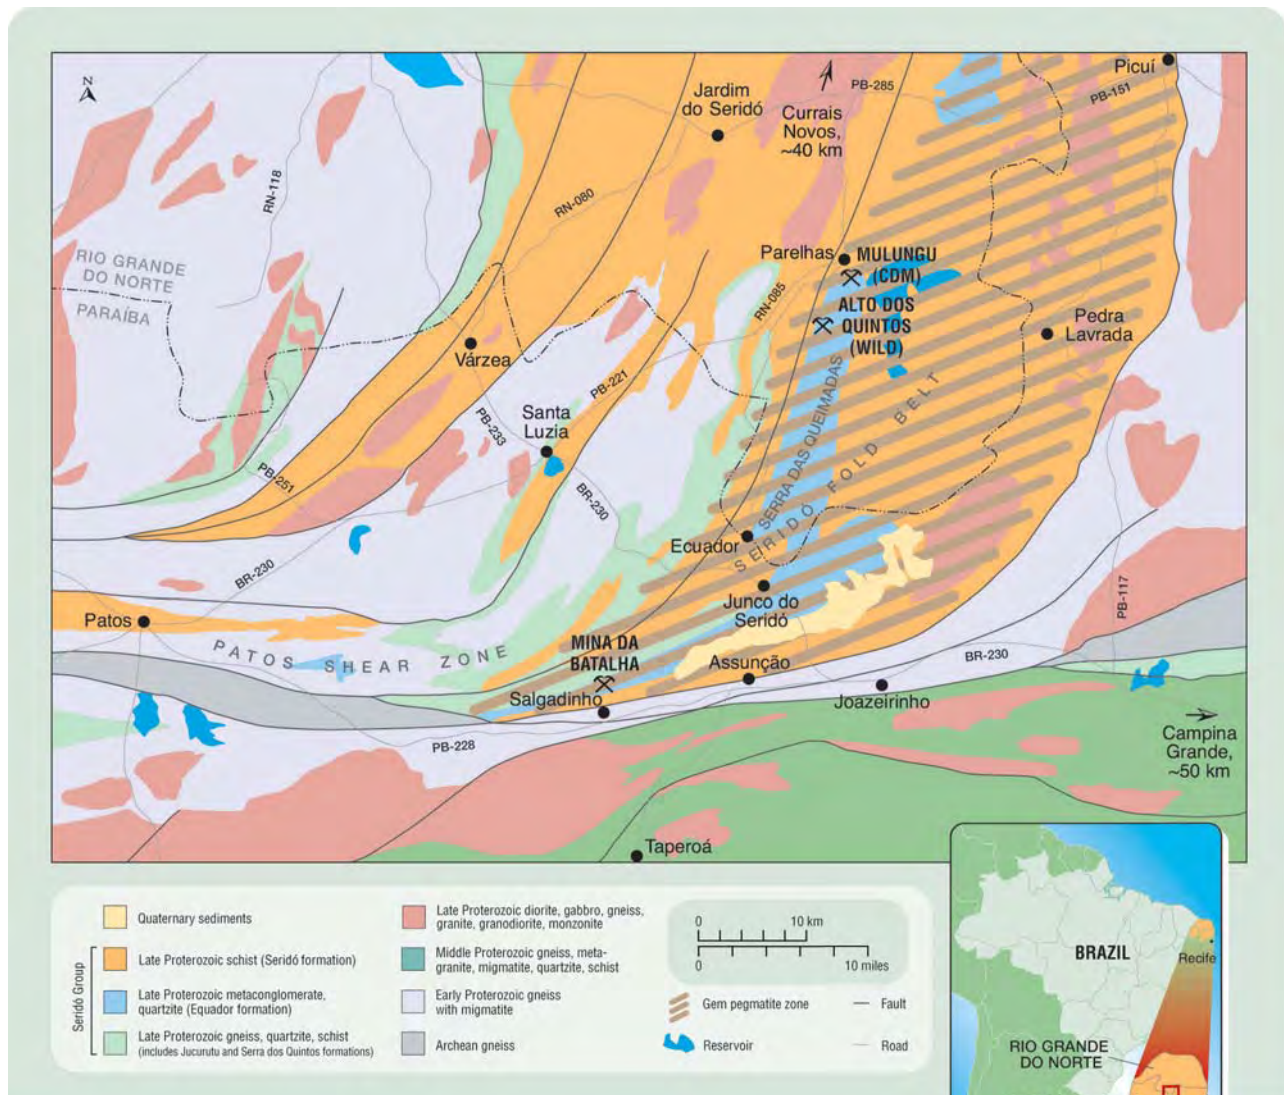 N
Picuí
PB-151
PB-285
Jardim
do Seridó
Currais
Novos,
~40 km
RN-118
RN-080
RIO GRANDE
DO NORTE
PARAÍBA
Parelhas
MULUNGU
(CDM)
RN-085
ALTO DOS
QUINTOS
(WILD)
Pedra
Lavrada
Várzea
PB-221
Santa
Luzia
PB-233
SERRA DAS QUEIMADAS
SERIDÓ FOLD BELT
PB-251
BR-230
Ecuador
BR-230
Junco do
Seridó
PB-117
Patos
PATOS SHEAR ZONE
MINA DA
BATALHA
Assunção
BR-230
Salgadinho
Joazeirinho
PB-228
Campina
Grande,
~50 km
Taperoá
Quaternary sediments
Seridó Group
Late Proterozoic schist (Seridó formation)
Late Proterozoic metaconglomerate,
quartzite (Equador formation)
Late Proterozoic gneiss, quartzite, schist
(includes Jucurutu and Serra dos Quintos formations)
Late Proterozoic diorite, gabbro, gneiss,
granite, granodiorite, monzonite
Middle Proterozoic gneiss, meta-
granite, migmatite, quartzite, schist
Early Proterozoic gneiss
with migmatite
Archean gneiss
0 10 km
0 10 miles
Gem pegmatite zone
Fault
Reservoir
Road
BRAZIL
Recife
RIO GRANDE
DO NORTE